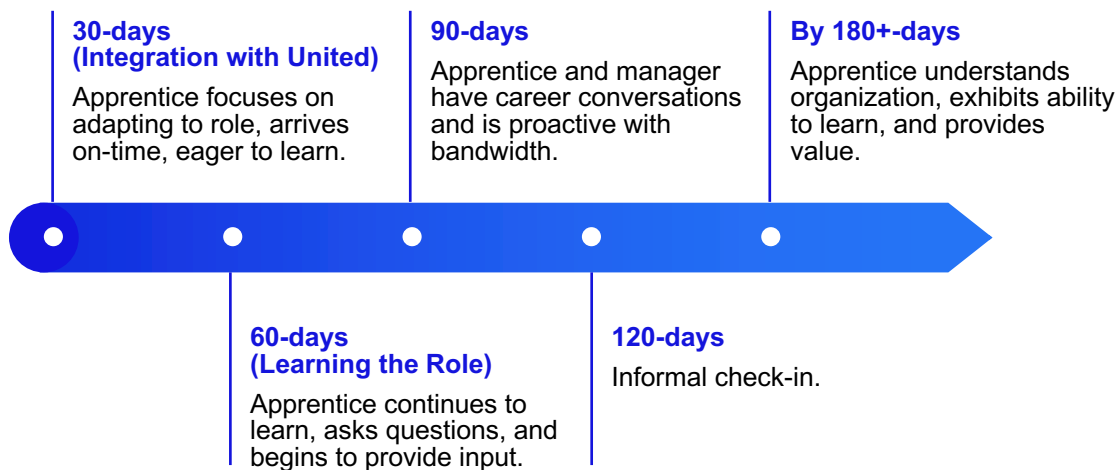 30-days
(Integration with United)
Apprentice focuses on
adapting to role, arrives
on-time, eager to learn.
60-days
(Learning the Role)
Apprentice continues to
learn, asks questions, and
begins to provide input.
90-days
Apprentice and manager
have career conversations
and is proactive with
bandwidth.
120-days
Informal check-in.
By 180+-days
Apprentice understands
organization, exhibits ability
to learn, and provides
value.